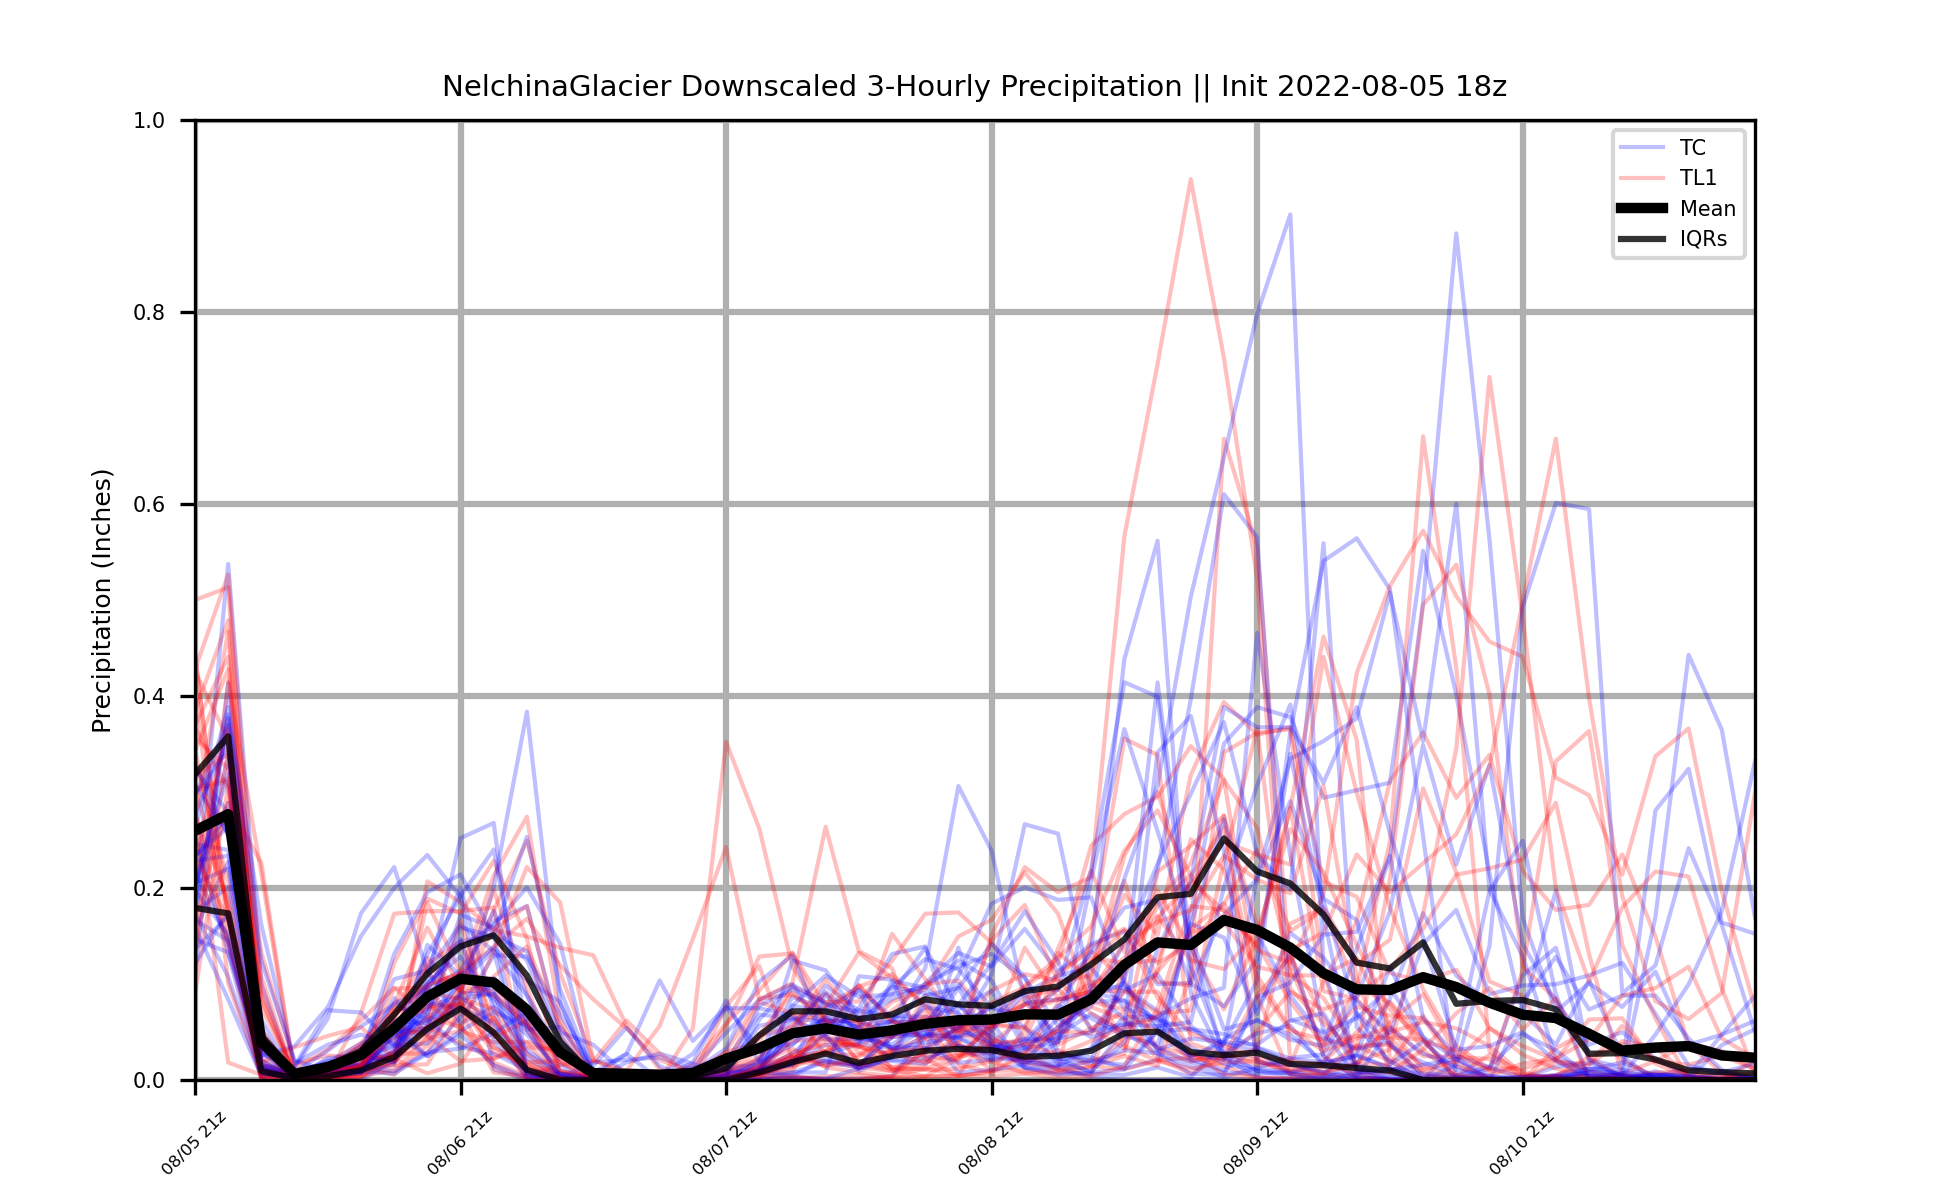 NelchinaGlacier Downscaled 3-Hourly Precipitation || Init 2022-08-05 18z
1.0
0.8
0.6
0.4
0.2
0.0
Precipitation (Inches)
TC
TL1
Mean
IQRs
08/05 21z
08/06 21z
08/07 21z
08/08 21z
08/09 21z
08/10 21z